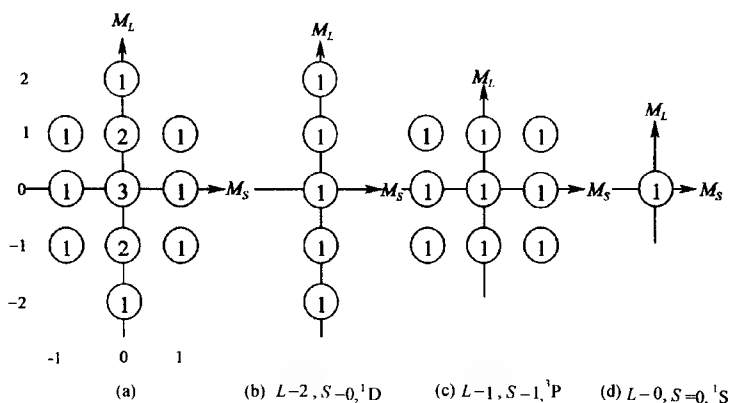 M_L M_L
2 1 1 M_L
1 1 2 1 1 1 1 1 M_L
0 1 3 1 M_S 1 M_S 1 1 1 M_S 1 M_S
-1 1 2 1 1 1 1 1
-2 1 1
-1 0 1
(a) (b) L-2, S-0, ¹D (c) L-1, S-1, ³P (d) L-0, S=0, ¹S